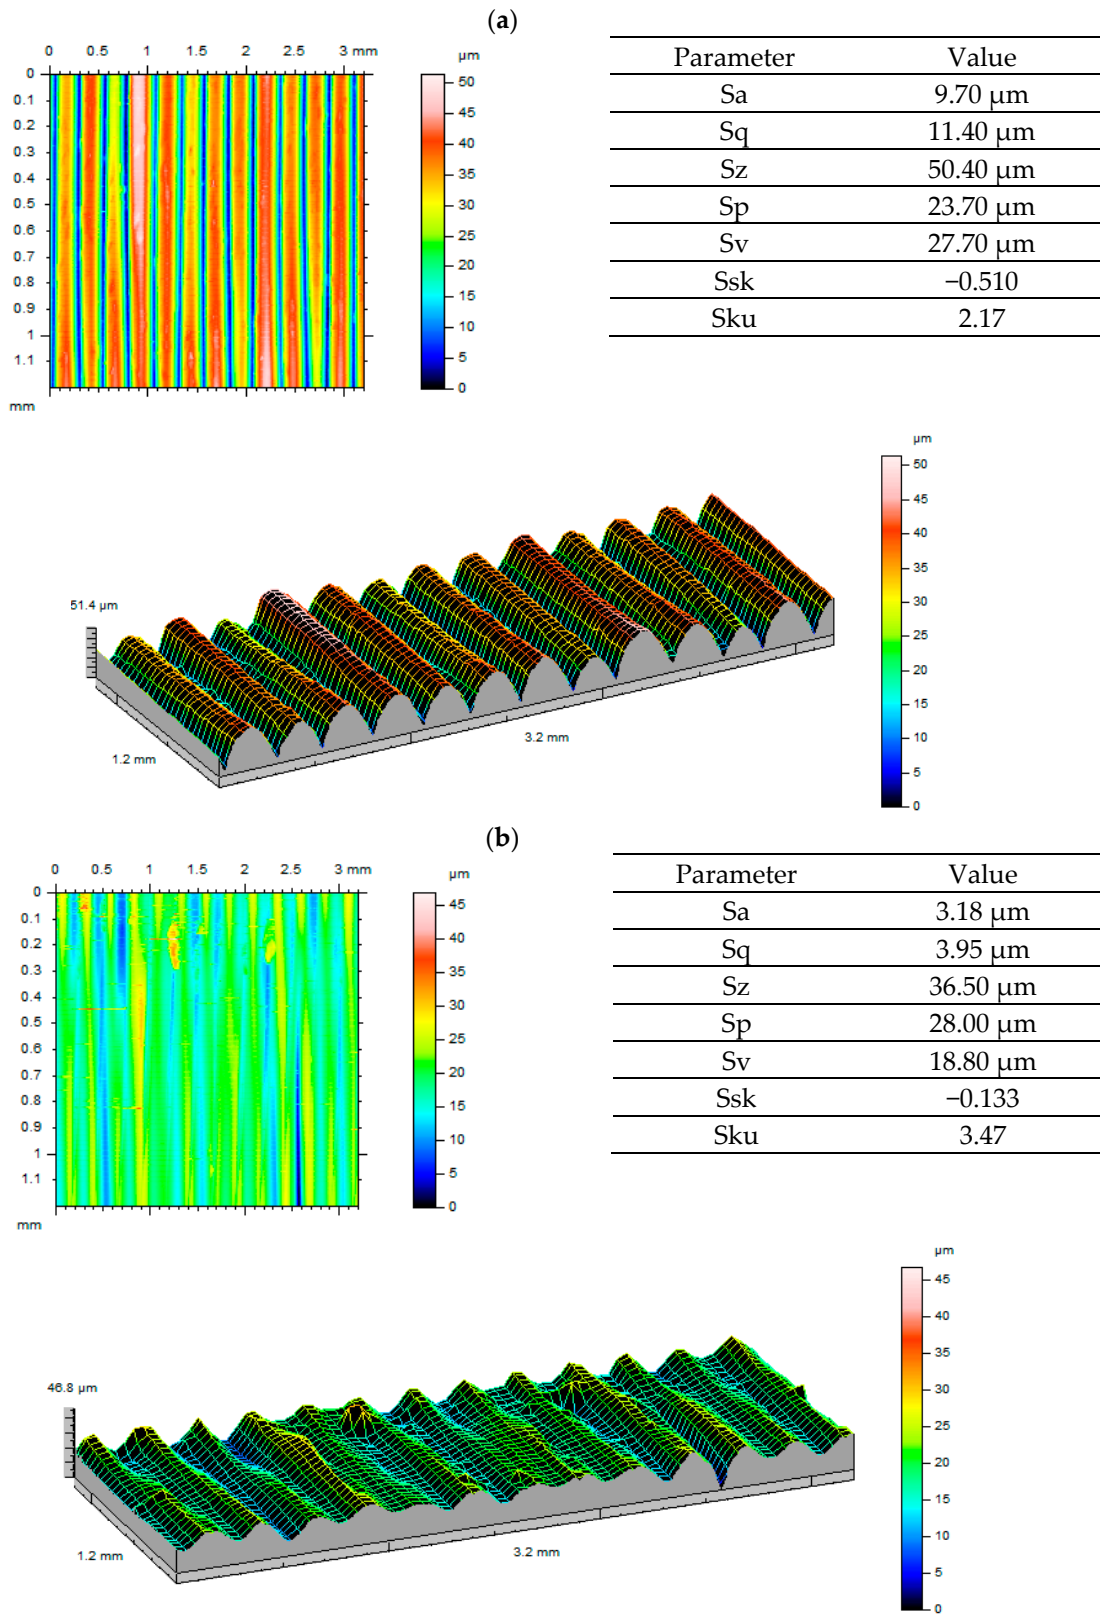 (a)
0 0.5 1 1.5 2 2.5 3 mm
µm
0
0.1
0.2
0.3
0.4
0.5
0.6
0.7
0.8
0.9
1
1.1
mm
50
45
40
35
30
25
20
15
10
5
0
Parameter Value
Sa 9.70 µm
Sq 11.40 µm
Sz 50.40 µm
Sp 23.70 µm
Sv 27.70 µm
Ssk −0.510
Sku 2.17
51.4 µm
1.2 mm
3.2 mm
µm
50
45
40
35
30
25
20
15
10
5
0
(b)
0 0.5 1 1.5 2 2.5 3 mm
µm
0
0.1
0.2
0.3
0.4
0.5
0.6
0.7
0.8
0.9
1
1.1
mm
45
40
35
30
25
20
15
10
5
0
Parameter Value
Sa 3.18 µm
Sq 3.95 µm
Sz 36.50 µm
Sp 28.00 µm
Sv 18.80 µm
Ssk −0.133
Sku 3.47
46.8 µm
1.2 mm
3.2 mm
µm
45
40
35
30
25
20
15
10
5
0